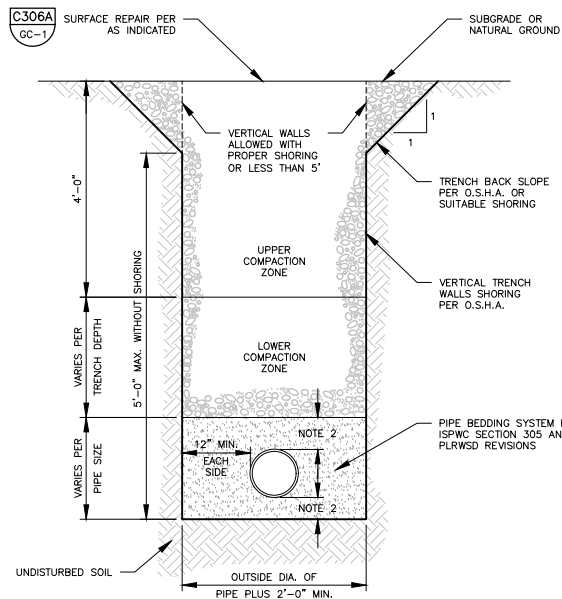 C306A
GC-1
SURFACE REPAIR PER
AS INDICATED
SUBGRADE OR
NATURAL GROUND
VERTICAL WALLS
ALLOWED WITH
PROPER SHORING
OR LESS THAN 5'
1
1
TRENCH BACK SLOPE
PER O.S.H.A. OR
SUITABLE SHORING
4'-0"
UPPER
COMPACTION
ZONE
VERTICAL TRENCH
WALLS SHORING
PER O.S.H.A.
5'-0" MAX. WITHOUT SHORING
VARIES PER
TRENCH DEPTH
LOWER
COMPACTION
ZONE
VARIES PER
PIPE SIZE
NOTE 2
12" MIN.
EACH
SIDE
NOTE 2
PIPE BEDDING SYSTEM
ISPWC SECTION 305 AN
PLRWSD REVISIONS
UNDISTURBED SOIL
OUTSIDE DIA. OF
PIPE PLUS 2'-0" MIN.